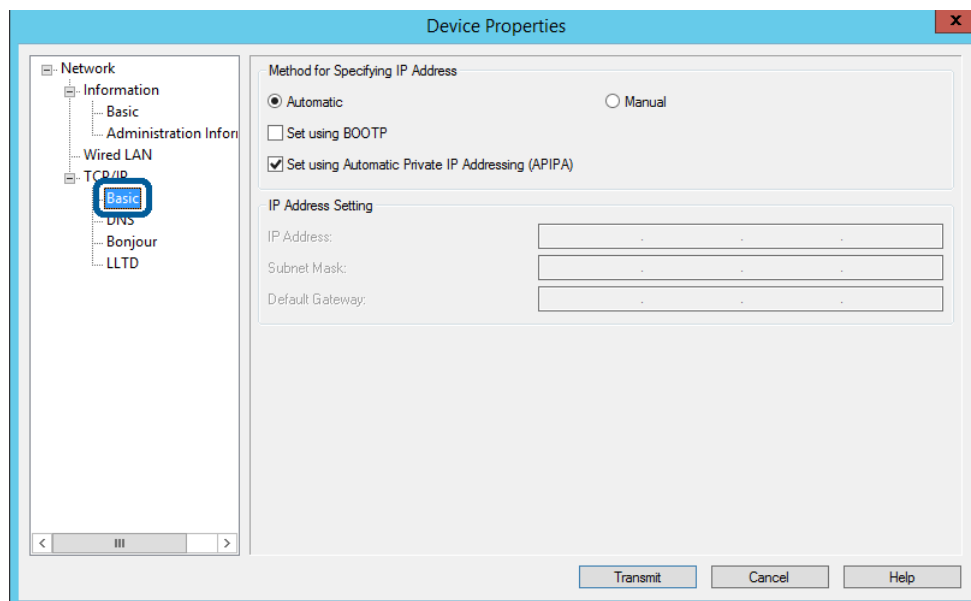 Device Properties
x
Network
Information
Basic
Administration Infor
Wired LAN
TCP/IP
Basic
DNS
Bonjour
LLTD
Method for Specifying IP Address
Automatic
Manual
Set using BOOTP
Set using Automatic Private IP Addressing (APIPA)
IP Address Setting
IP Address:
. . .
Subnet Mask:
. . .
Default Gateway:
. . .
Transmit
Cancel
Help